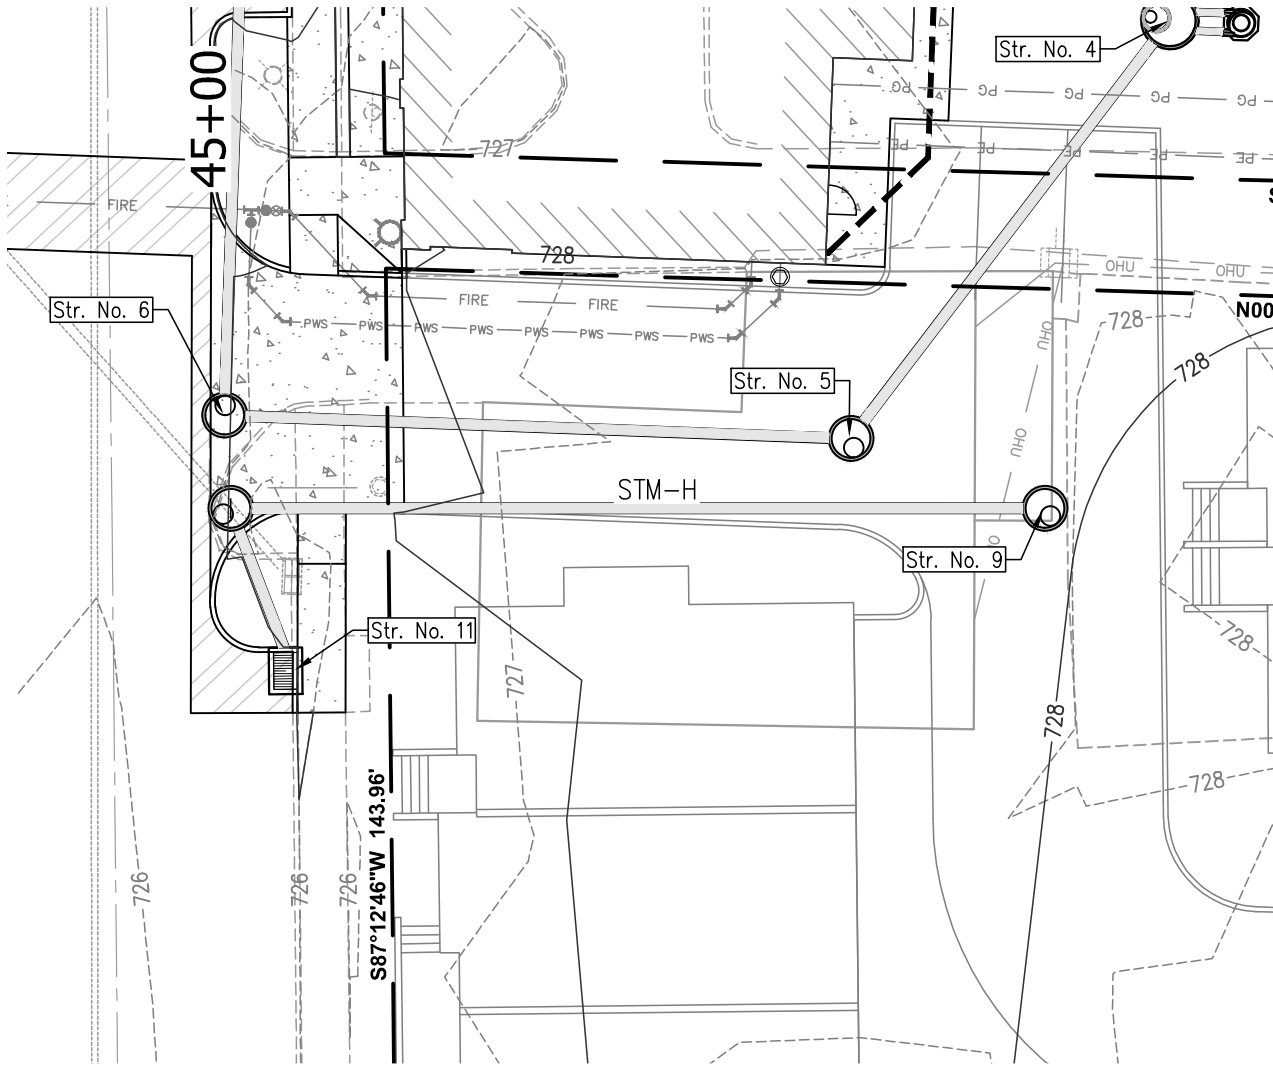 Str. No. 4
45+00
PG PG PG PG PG
727
PE PE PE PE PE
FIRE
S
728
OHU OHU
Str. No. 6
FIRE FIRE
N00
728
PWS PWS PWS PWS PWS PWS PWS PWS
OHU
728
Str. No. 5
OHU
STM-H
Str. No. 9
Str. No. 11
728
727
728
728
S87°12'46"W 143.96'
726
726
726